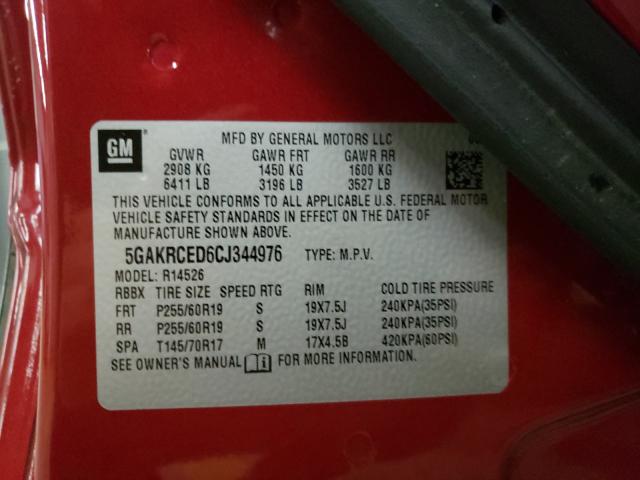 GM
MFD BY GENERAL MOTORS LLC
GVWR GAWR FRT GAWR RR
2908 KG 1450 KG 1600 KG
6411 LB 3196 LB 3527 LB
THIS VEHICLE CONFORMS TO ALL APPLICABLE U.S. FEDERAL MOTOR
VEHICLE SAFETY STANDARDS IN EFFECT ON THE DATE OF
MANUFACTURE SHOWN ABOVE.
5GAKRCED6CJ344976 TYPE: M.P.V.
MODEL: R14526
RBBX TIRE SIZE SPEED RTG RIM COLD TIRE PRESSURE
FRT P255/60R19 S 19X7.5J 240KPA(35PSI)
RR P255/60R19 S 19X7.5J 240KPA(35PSI)
SPA T145/70R17 M 17X4.5B 420KPA(60PSI)
SEE OWNER'S MANUAL FOR MORE INFORMATION.